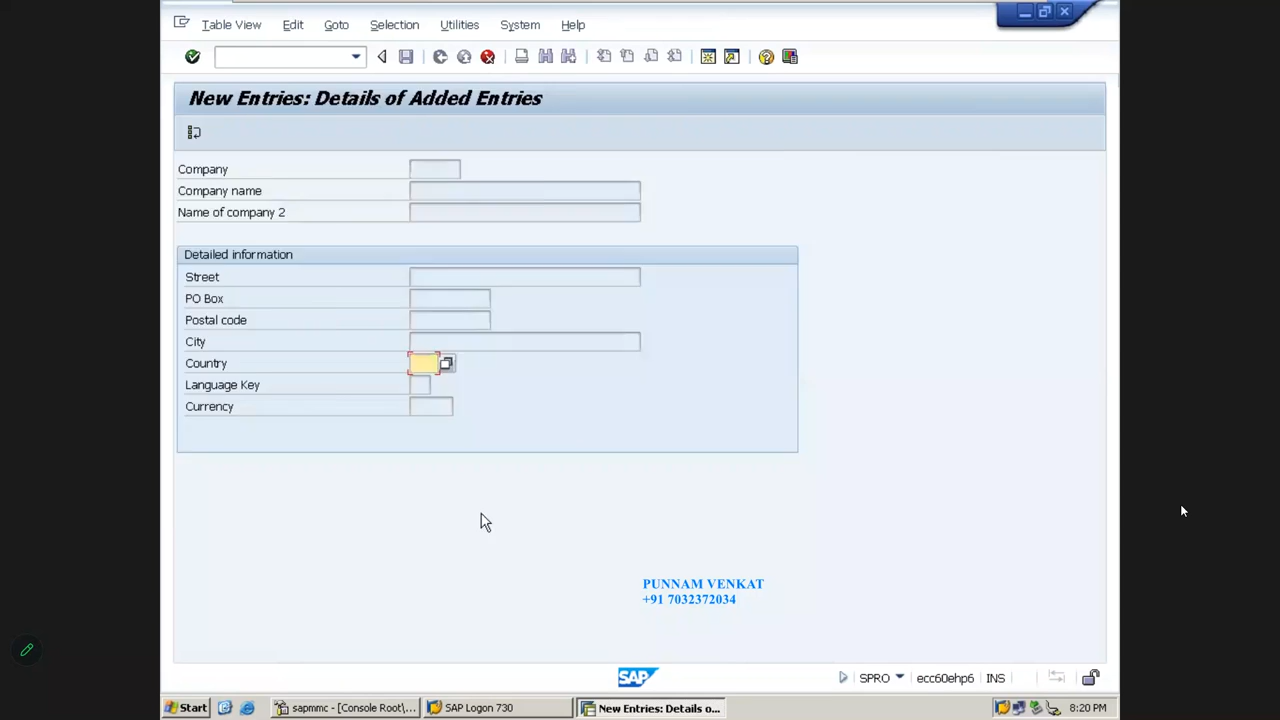 Table View Edit Goto Selection Utilities System Help
New Entries: Details of Added Entries
Company
Company name
Name of company 2
Detailed information
Street
PO Box
Postal code
City
Country
Language Key
Currency
PUNNAM VENKAT
+91 7032372034
SAP
SPRO ecc60ehp6 INS
Start sapmmc - [Console Root\... SAP Logon 730 New Entries: Details o... 8:20 PM